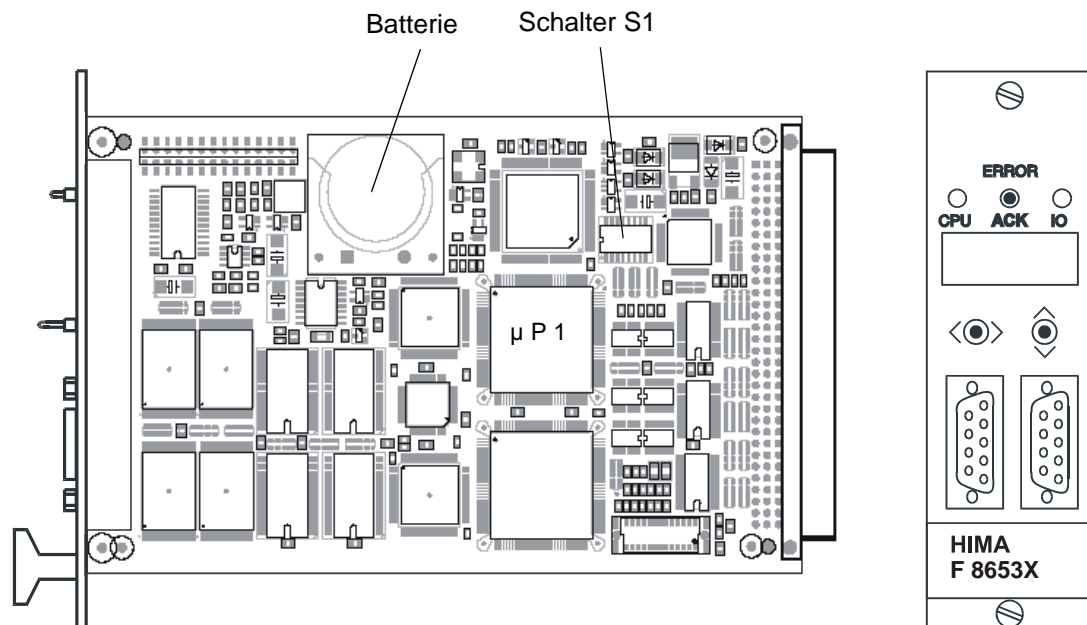 Batterie
Schalter S1
µ P 1
ERROR
CPU ACK IO
HIMA
F 8653X